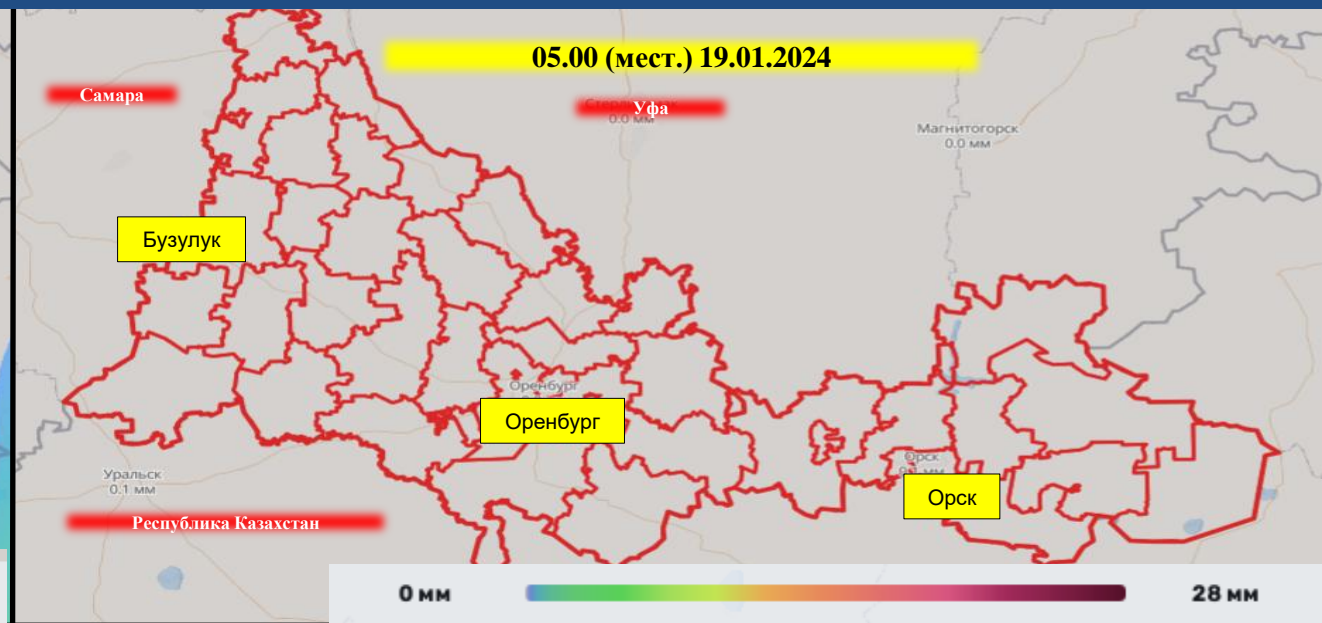 05.00 (мест.) 19.01.2024
Самара
Уфа
0.0 мм
Магнитогорск
0.0 мм
Бузулук
Оренбург
Оренбург
Орск
Орск
Уральск
0.1 мм
Республика Казахстан
0 мм
28 мм